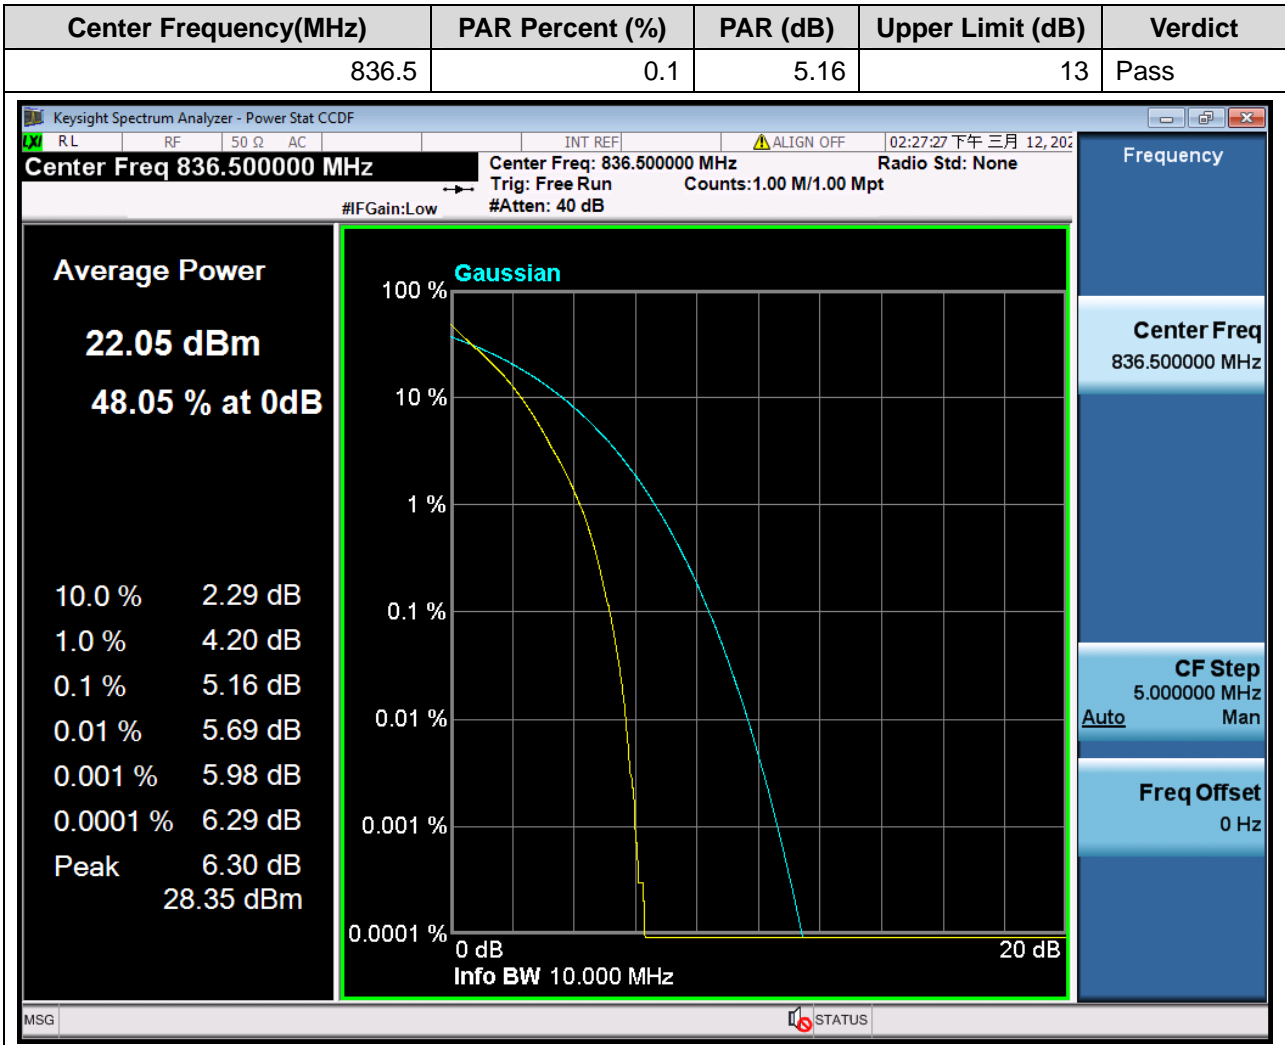 Center Frequency(MHz) PAR Percent (%) PAR (dB) Upper Limit (dB) Verdict
836.5 0.1 5.16 13 Pass
Keysight Spectrum Analyzer - Power Stat CCDF
LXI RL RF 50 Ω AC INT REF ALIGN OFF 02:27:27 下午 三月 12, 202
Center Freq 836.500000 MHz
Center Freq: 836.500000 MHz Radio Std: None
Trig: Free Run Counts:1.00 M/1.00 Mpt
#IFGain:Low #Atten: 40 dB
Frequency
Average Power
22.05 dBm
48.05 % at 0dB
10.0 % 2.29 dB
1.0 % 4.20 dB
0.1 % 5.16 dB
0.01 % 5.69 dB
0.001 % 5.98 dB
0.0001 % 6.29 dB
Peak 6.30 dB
28.35 dBm
Gaussian
100 %
10 %
1 %
0.1 %
0.01 %
0.001 %
0.0001 %
0 dB 20 dB
Info BW 10.000 MHz
Center Freq
836.500000 MHz
CF Step
5.000000 MHz
Auto Man
Freq Offset
0 Hz
MSG STATUS